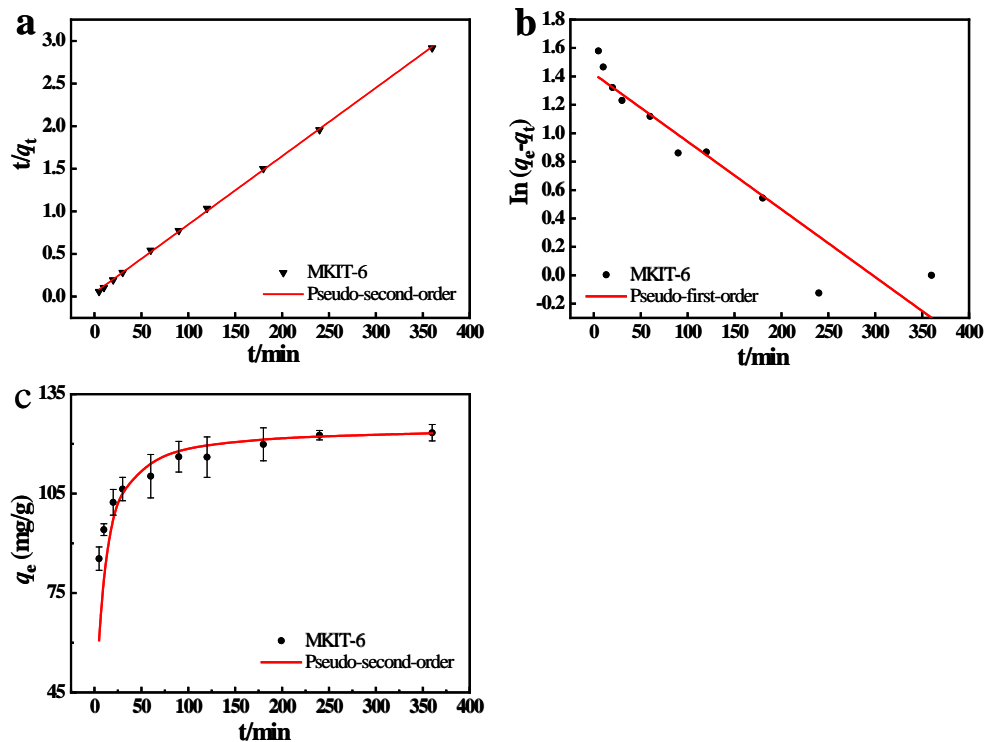 a
t/qt
3.0
2.5
2.0
1.5
1.0
0.5
0.0
MKIT-6
Pseudo-second-order
0 50 100 150 200 250 300 350 400
t/min
b
In (qe-qt)
1.8
1.6
1.4
1.2
1.0
0.8
0.6
0.4
0.2
0.0
-0.2
MKIT-6
Pseudo-first-order
0 50 100 150 200 250 300 350 400
t/min
c
qe (mg/g)
135
105
75
45
MKIT-6
Pseudo-second-order
0 50 100 150 200 250 300 350 400
t/min